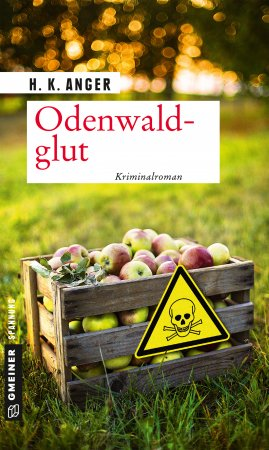 H. K. ANGER
Odenwald-
glut
Kriminalroman
GMEINER SPANNUNG